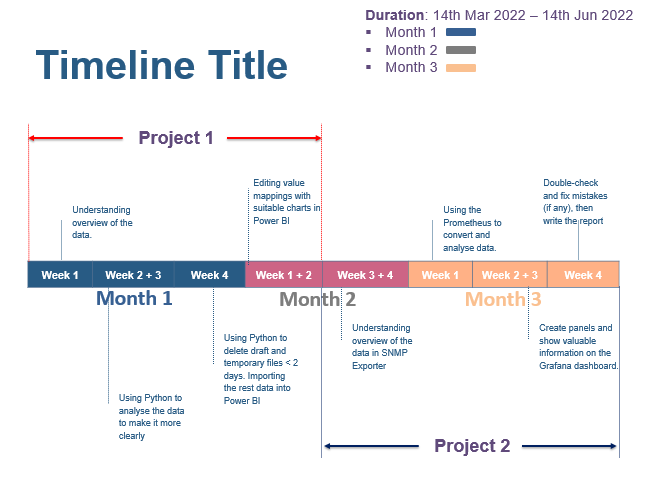 Duration: 14th Mar 2022 – 14th Jun 2022
Month 1
Month 2
Month 3
Timeline Title
Project 1
Understanding
overview of the
data.
Editing value
mappings with
suitable charts in
Power BI
Using the
Prometheus to
convert and
analyse data.
Double-check
and fix mistakes
(if any), then
write the report
Week 1
Week 2 + 3
Week 4
Week 1 + 2
Week 3 + 4
Week 1
Week 2 + 3
Week 4
Month 1
Month 2
Month 3
Using Python to
analyse the data
to make it more
clearly
Using Python to
delete draft and
temporary files < 2
days. Importing
the rest data into
Power BI
Understanding
overview of the
data in SNMP
Exporter
Create panels and
show valuable
information on the
Grafana dashboard.
Project 2